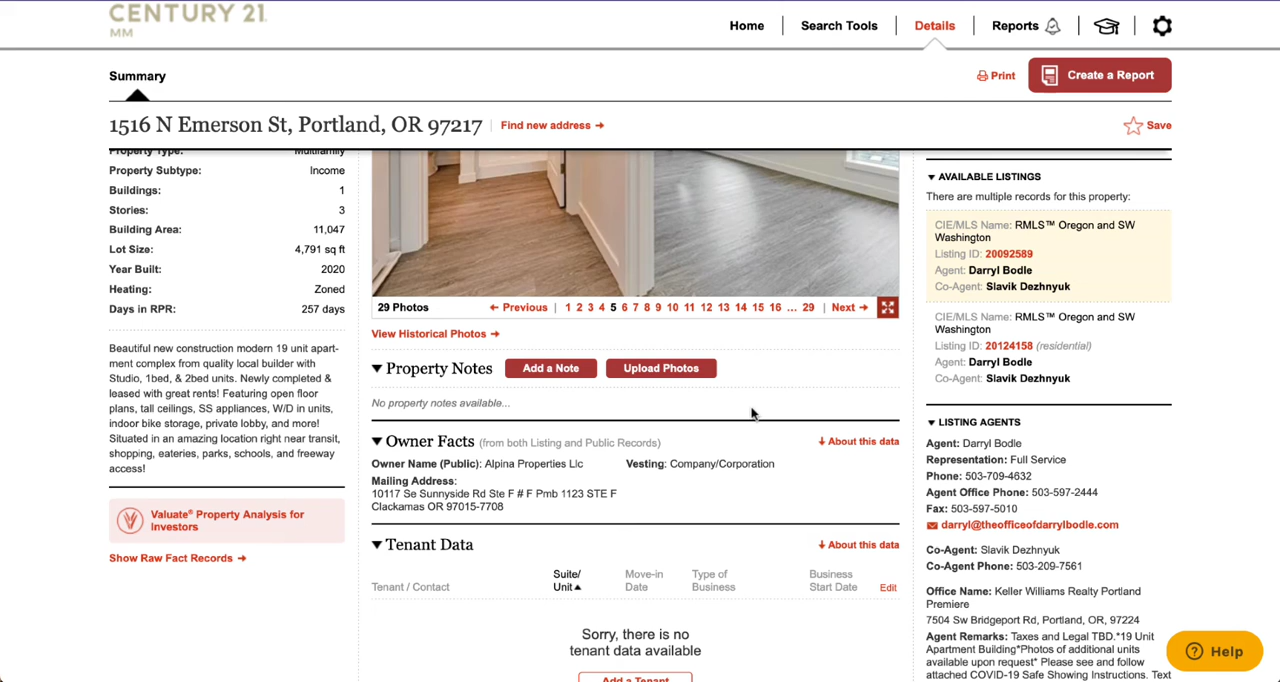 CENTURY 21.
MM
Home
Search Tools
Details
Reports
Summary
Print
Create a Report
1516 N Emerson St, Portland, OR 97217
Find new address →
Save
Property Type: Multifamily
Property Subtype: Income
Buildings: 1
Stories: 3
Building Area: 11,047
Lot Size: 4,791 sq ft
Year Built: 2020
Heating: Zoned
Days in RPR: 257 days
Beautiful new construction modern 19 unit apart-
ment complex from quality local builder with
Studio, 1bed, & 2bed units. Newly completed &
leased with great rents! Featuring open floor
plans, tall ceilings, SS appliances, W/D in units,
indoor bike storage, private lobby, and more!
Situated in an amazing location right near transit,
shopping, eateries, parks, schools, and freeway
access!
Valuate® Property Analysis for
Investors
Show Raw Fact Records →
29 Photos
← Previous | 1 2 3 4 5 6 7 8 9 10 11 12 13 14 15 16 ... 29 | Next →
View Historical Photos →
▼ Property Notes
Add a Note
Upload Photos
No property notes available...
▼ Owner Facts (from both Listing and Public Records)
↓ About this data
Owner Name (Public): Alpina Properties Llc
Vesting: Company/Corporation
Mailing Address:
10117 Se Sunnyside Rd Ste F # F Pmb 1123 STE F
Clackamas OR 97015-7708
▼ Tenant Data
↓ About this data
Tenant / Contact
Suite/
Unit ▲
Move-in
Date
Type of
Business
Business
Start Date
Edit
Sorry, there is no
tenant data available
Add a Tenant
▼ AVAILABLE LISTINGS
There are multiple records for this property:
CIE/MLS Name: RMLS™ Oregon and SW
Washington
Listing ID: 20092589
Agent: Darryl Bodle
Co-Agent: Slavik Dezhnyuk
CIE/MLS Name: RMLS™ Oregon and SW
Washington
Listing ID: 20124158 (residential)
Agent: Darryl Bodle
Co-Agent: Slavik Dezhnyuk
▼ LISTING AGENTS
Agent: Darryl Bodle
Representation: Full Service
Phone: 503-709-4632
Agent Office Phone: 503-597-2444
Fax: 503-597-5010
darryl@theofficeofdarrylbodle.com
Co-Agent: Slavik Dezhnyuk
Co-Agent Phone: 503-209-7561
Office Name: Keller Williams Realty Portland
Premiere
7504 Sw Bridgeport Rd, Portland, OR, 97224
Agent Remarks: Taxes and Legal TBD.*19 Unit
Apartment Building*Photos of additional units
available upon request* Please see and follow
attached COVID-19 Safe Showing Instructions. Text
Help